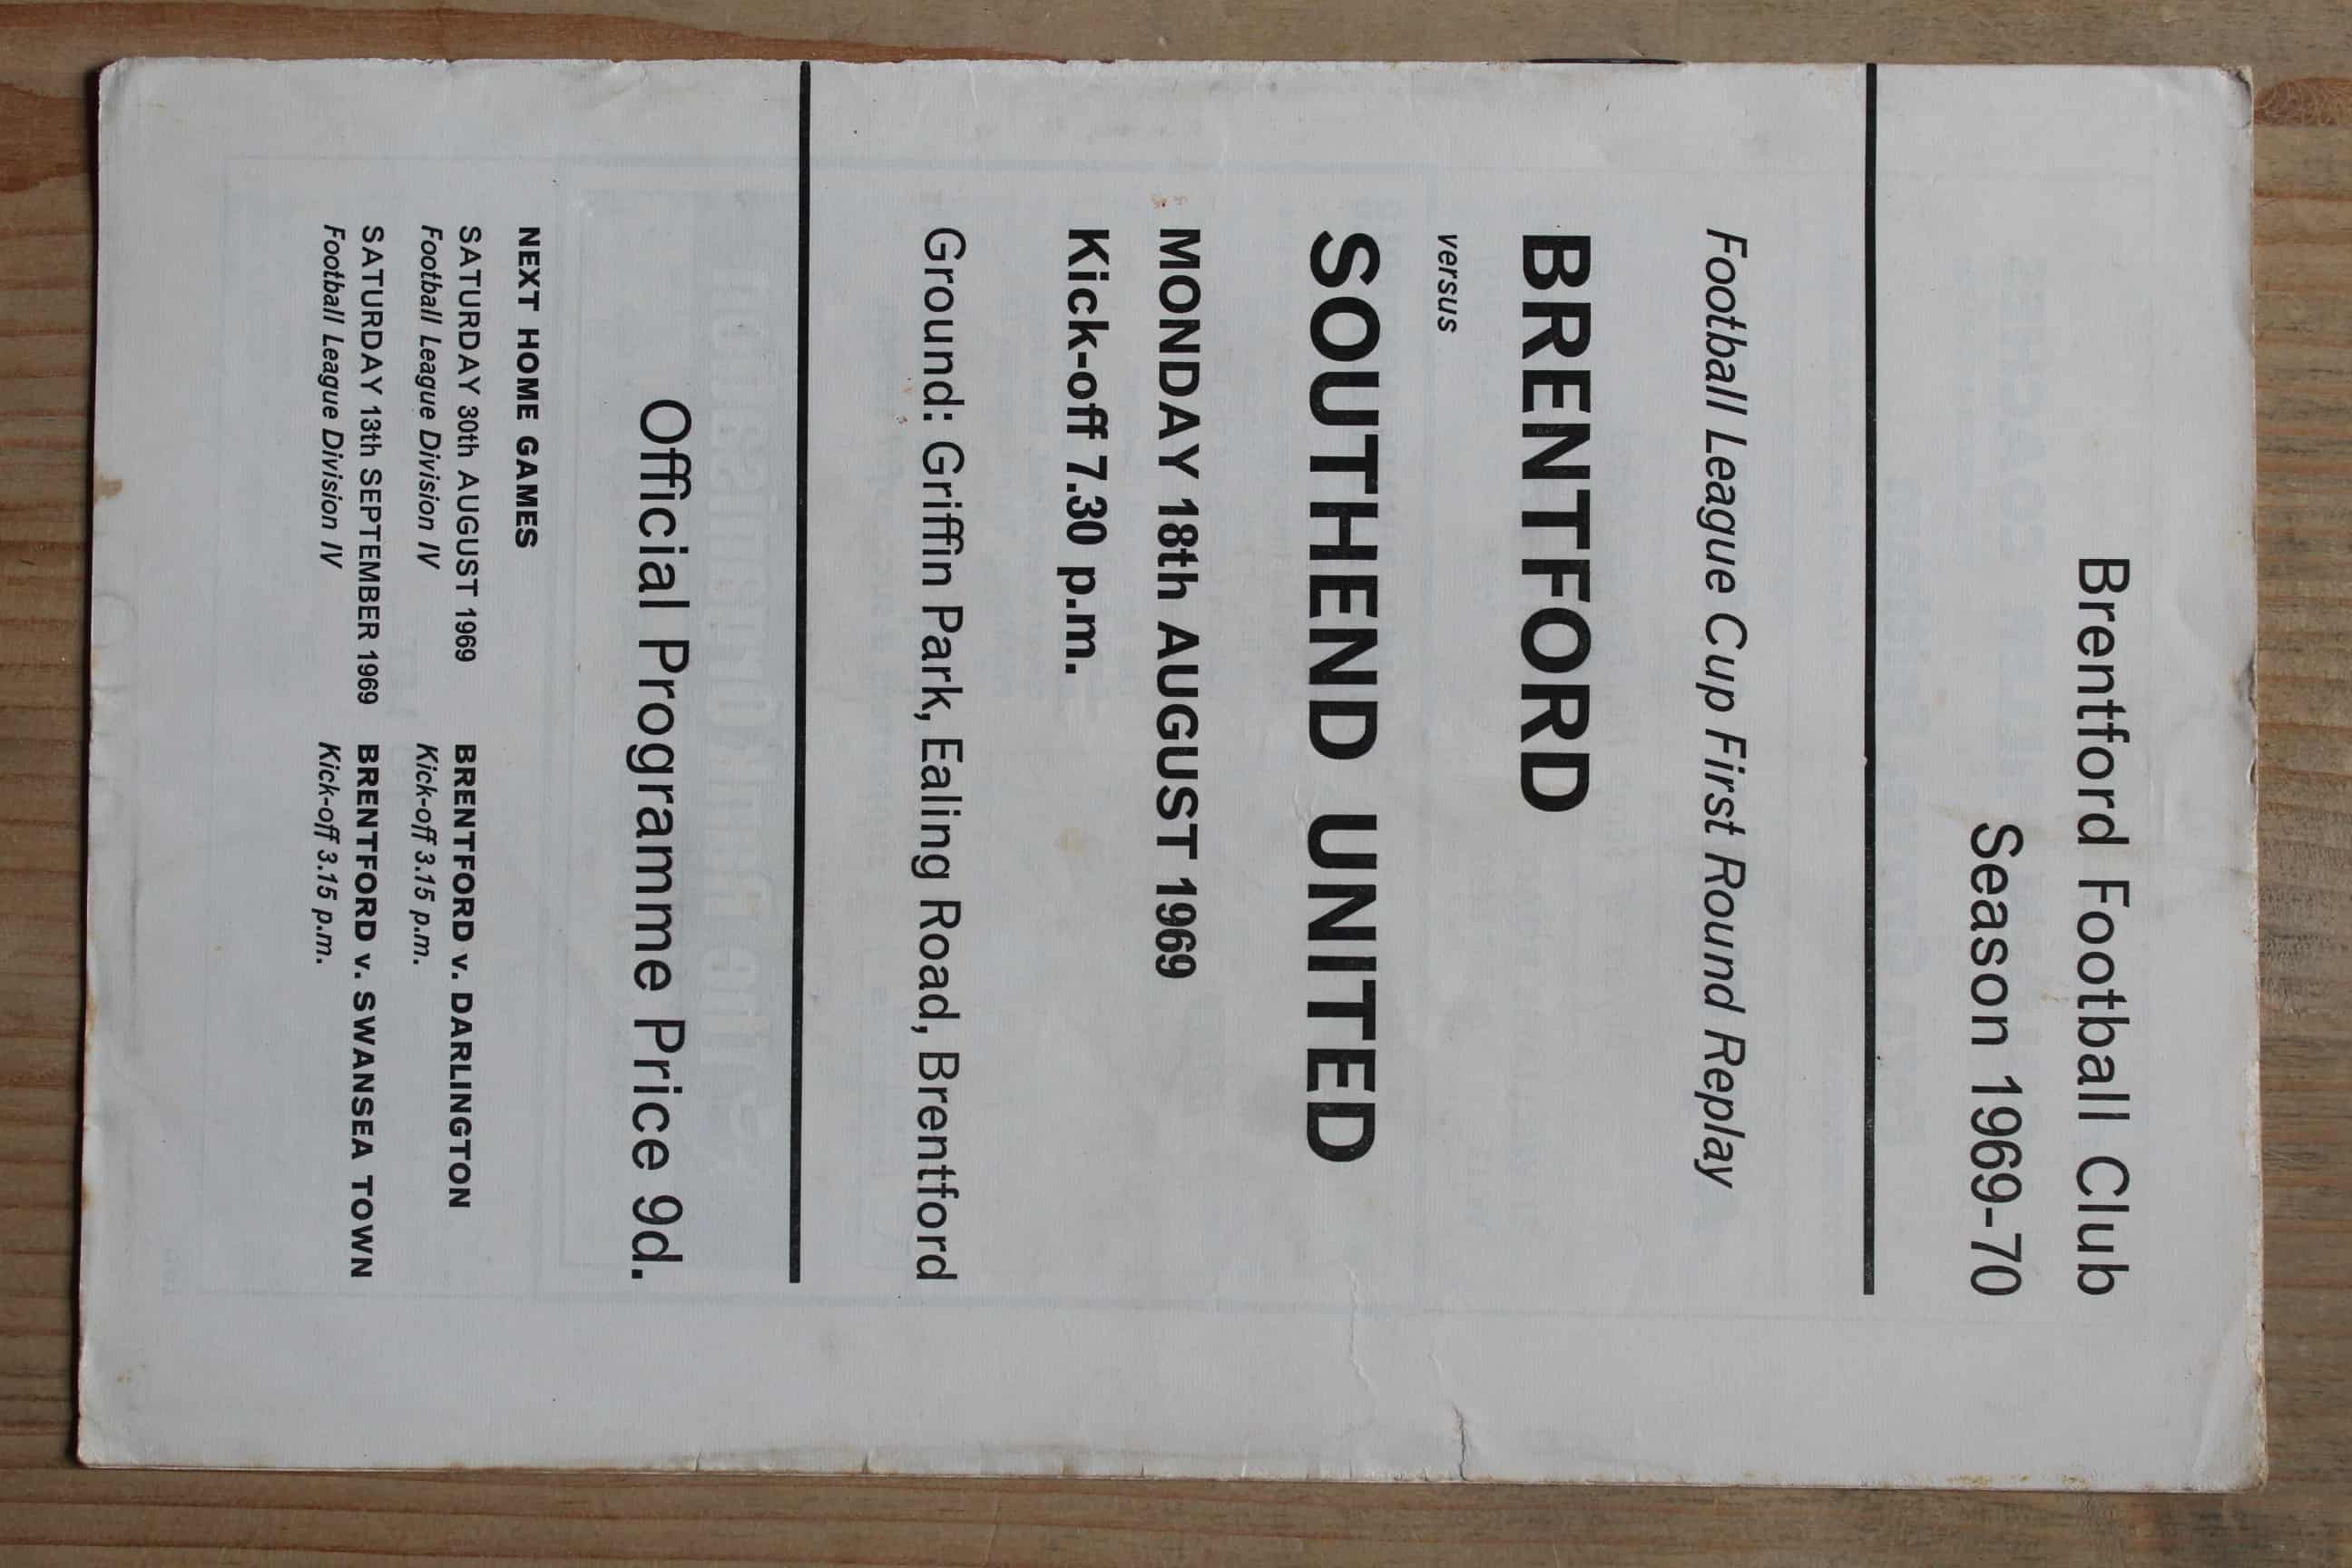 Brentford Football Club
Season 1969-70
Football League Cup First Round Replay
BRENTFORD
versus
SOUTHEND UNITED
MONDAY 18th AUGUST 1969
Kick-off 7.30 p.m.
Ground: Griffin Park, Ealing Road, Brentford
Official Programme Price 9d.
NEXT HOME GAMES
SATURDAY 30th AUGUST 1969 BRENTFORD v. DARLINGTON
Football League Division IV Kick-off 3.15 p.m.
SATURDAY 13th SEPTEMBER 1969 BRENTFORD v. SWANSEA TOWN
Football League Division IV Kick-off 3.15 p.m.